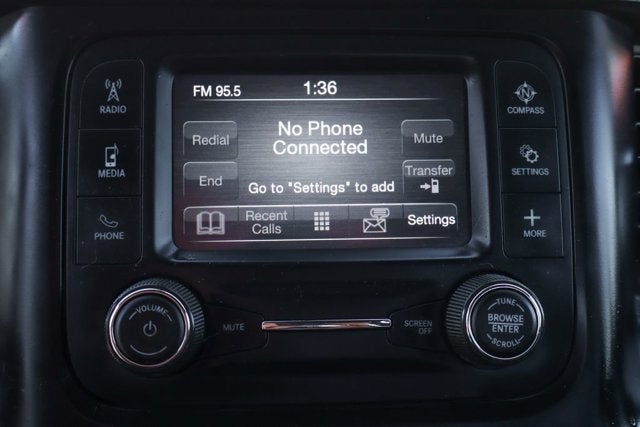 FM 95.5 1:36
No Phone
Connected
Redial
Mute
End
Transfer
Go to "Settings" to add
Recent
Calls
Settings
RADIO
MEDIA
PHONE
N
COMPASS
SETTINGS
MORE
VOLUME
MUTE
SCREEN
OFF
TUNE
BROWSE
ENTER
SCROLL